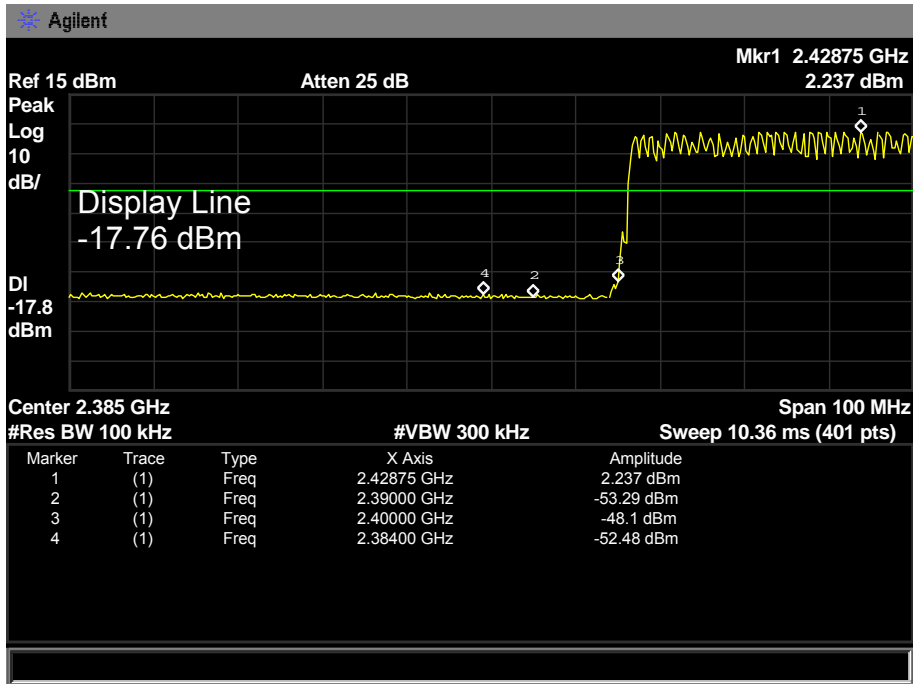 Agilent
Mkr1 2.42875 GHz
Ref 15 dBm Atten 25 dB 2.237 dBm
Peak
Log
10
dB/
1
Display Line
-17.76 dBm
4 2 3
DI
-17.8
dBm
Center 2.385 GHz Span 100 MHz
#Res BW 100 kHz #VBW 300 kHz Sweep 10.36 ms (401 pts)
Marker Trace Type X Axis Amplitude
1 (1) Freq 2.42875 GHz 2.237 dBm
2 (1) Freq 2.39000 GHz -53.29 dBm
3 (1) Freq 2.40000 GHz -48.1 dBm
4 (1) Freq 2.38400 GHz -52.48 dBm